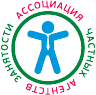 АССОЦИАЦИЯ
ЧАСТНЫХ АГЕНТСТВ ЗАНЯТОСТИ